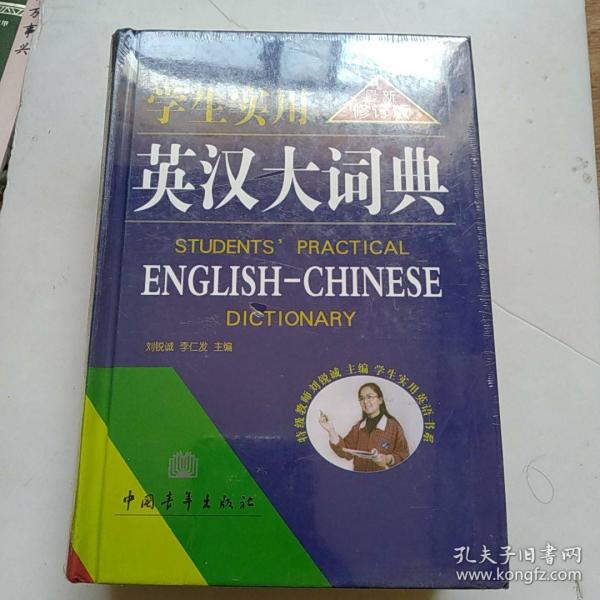 万事兴
学生实用
最新
修订版
英汉大词典
STUDENTS' PRACTICAL
ENGLISH-CHINESE
DICTIONARY
刘锐诚 李仁发 主编
特级教师刘锐诚 主编 学生实用英语书系
中国青年出版社
孔夫子旧书网
www.kongfz.com